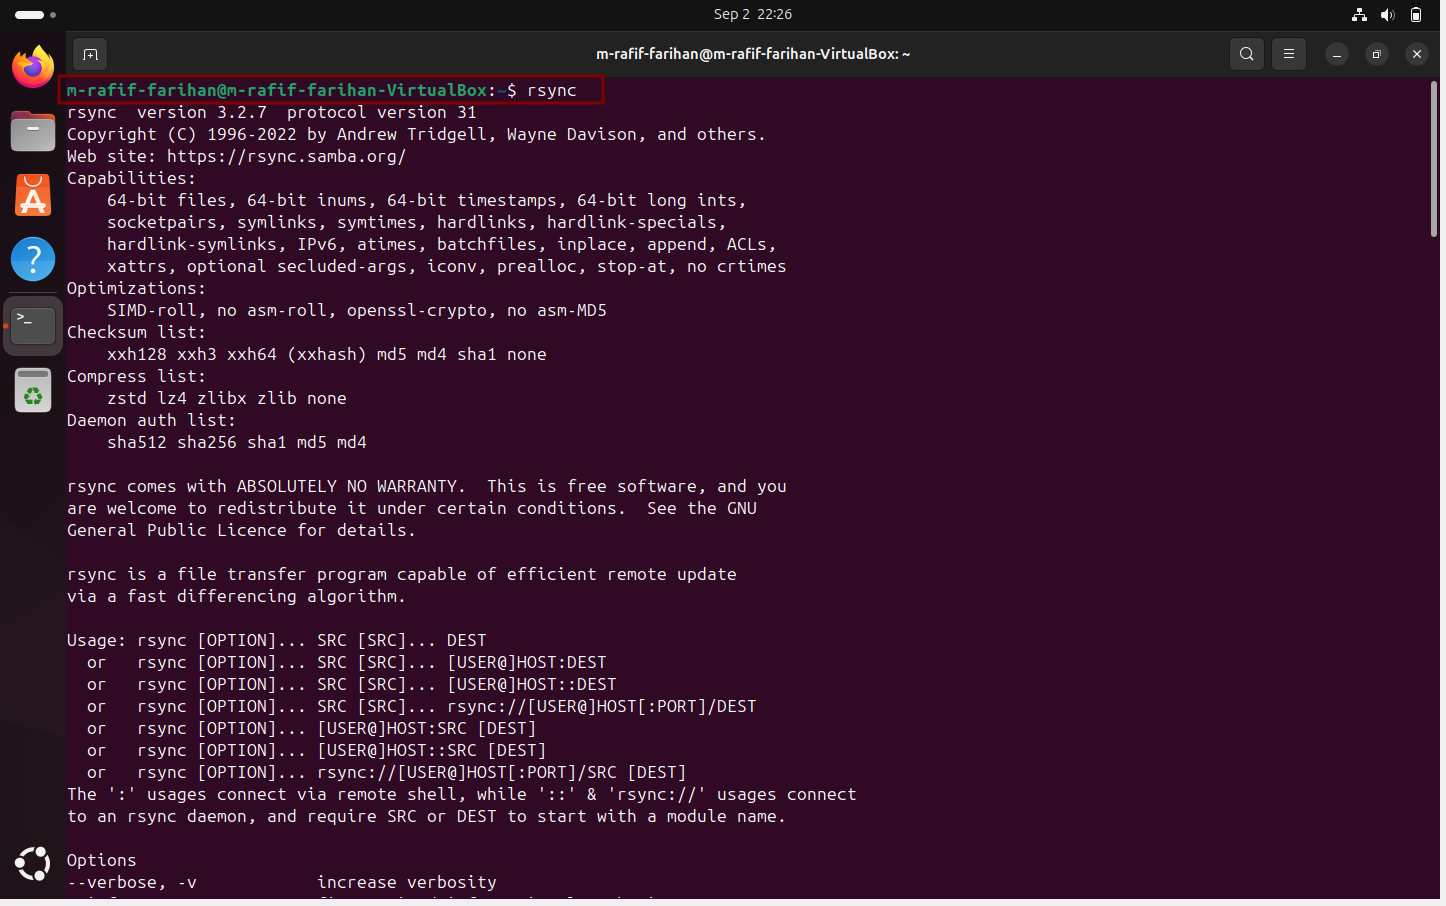 Sep 2 22:26
m-rafif-farihan@m-rafif-farihan-VirtualBox: ~
m-rafif-farihan@m-rafif-farihan-VirtualBox:~$ rsync
rsync  version 3.2.7  protocol version 31
Copyright (C) 1996-2022 by Andrew Tridgell, Wayne Davison, and others.
Web site: https://rsync.samba.org/
Capabilities:
    64-bit files, 64-bit inums, 64-bit timestamps, 64-bit long ints,
    socketpairs, symlinks, symtimes, hardlinks, hardlink-specials,
    hardlink-symlinks, IPv6, atimes, batchfiles, inplace, append, ACLs,
    xattrs, optional secluded-args, iconv, prealloc, stop-at, no crtimes
Optimizations:
    SIMD-roll, no asm-roll, openssl-crypto, no asm-MD5
Checksum list:
    xxh128 xxh3 xxh64 (xxhash) md5 md4 sha1 none
Compress list:
    zstd lz4 zlibx zlib none
Daemon auth list:
    sha512 sha256 sha1 md5 md4
rsync comes with ABSOLUTELY NO WARRANTY.  This is free software, and you
are welcome to redistribute it under certain conditions.  See the GNU
General Public Licence for details.
rsync is a file transfer program capable of efficient remote update
via a fast differencing algorithm.
Usage: rsync [OPTION]... SRC [SRC]... DEST
  or   rsync [OPTION]... SRC [SRC]... [USER@]HOST:DEST
  or   rsync [OPTION]... SRC [SRC]... [USER@]HOST::DEST
  or   rsync [OPTION]... SRC [SRC]... rsync://[USER@]HOST[:PORT]/DEST
  or   rsync [OPTION]... [USER@]HOST:SRC [DEST]
  or   rsync [OPTION]... [USER@]HOST::SRC [DEST]
  or   rsync [OPTION]... rsync://[USER@]HOST[:PORT]/SRC [DEST]
The ':' usages connect via remote shell, while '::' & 'rsync://' usages connect
to an rsync daemon, and require SRC or DEST to start with a module name.
Options
--verbose, -v            increase verbosity